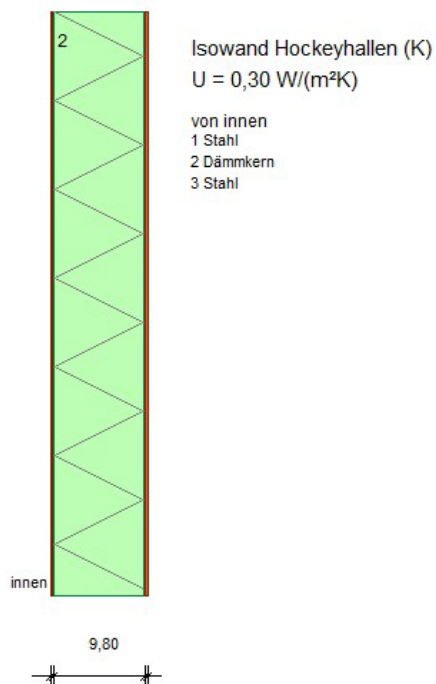 2
Isowand Hockeyhallen (K)
U = 0,30 W/(m²K)
von innen
1 Stahl
2 Dämmkern
3 Stahl
innen
9,80